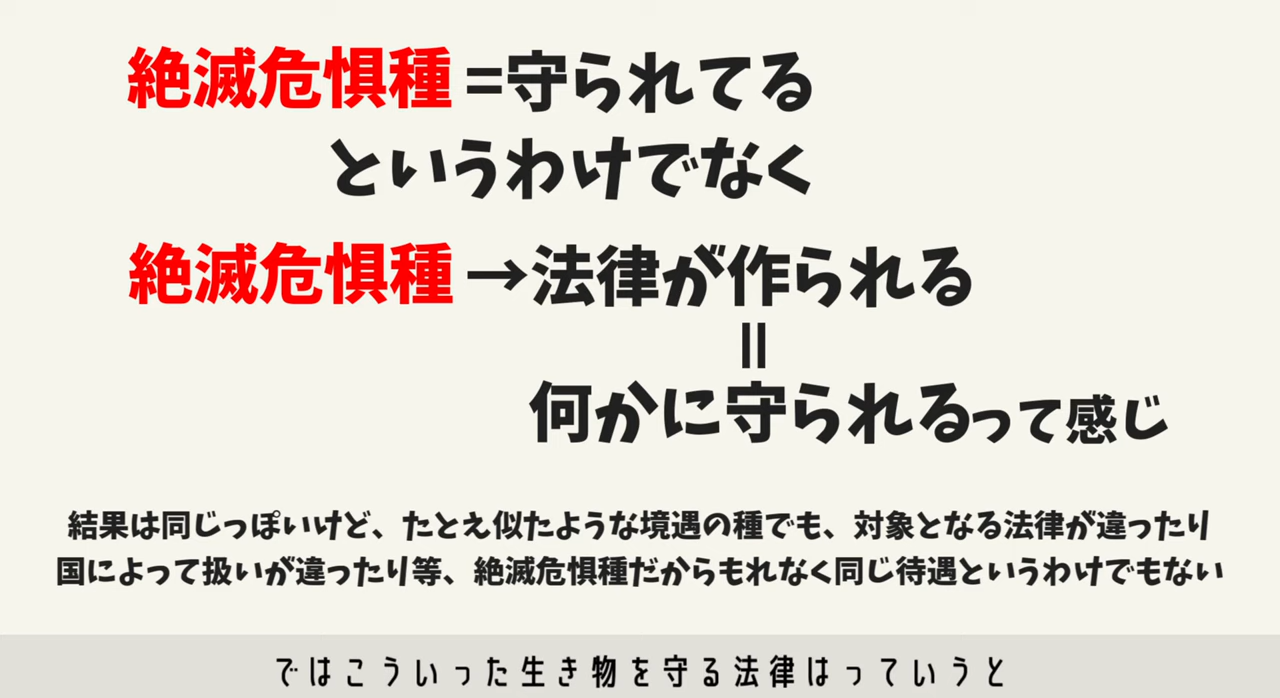 絶滅危惧種=守られてる
というわけでなく
絶滅危惧種→法律が作られる
||
何かに守られるって感じ
結果は同じっぽいけど、たとえ似たような境遇の種でも、対象となる法律が違ったり
国によって扱いが違ったり等、絶滅危惧種だからもれなく同じ待遇というわけでもない
ではこういった生き物を守る法律はっていうと